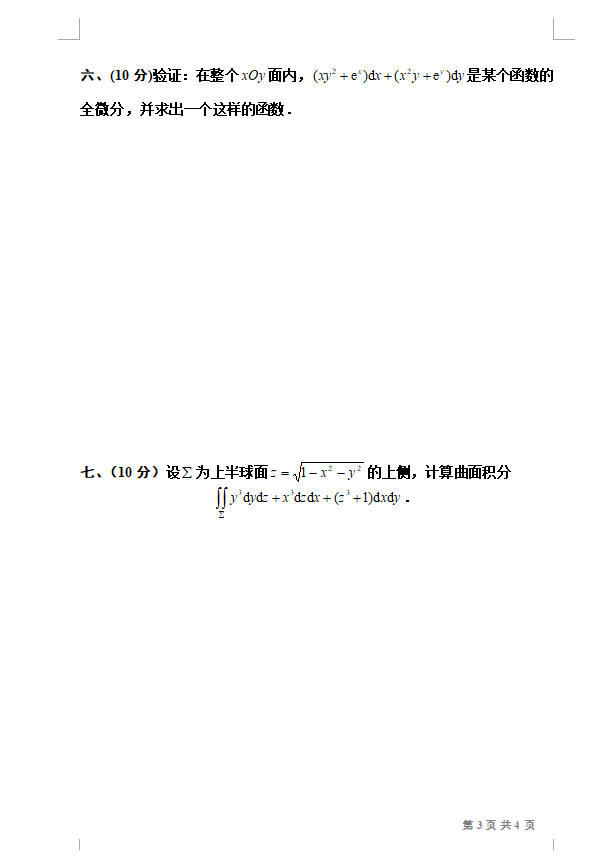 六、(10 分)验证：在整个 xOy 面内，(xy² + eˣ)dx + (x²y + eʸ)dy 是某个函数的
全微分，并求出一个这样的函数．
七、（10 分）设 Σ 为上半球面 z = √(1 − x² − y²) 的上侧，计算曲面积分
∬_Σ y³dydz + x³dzdx + (z³ + 1)dxdy．
第 3 页 共 4 页